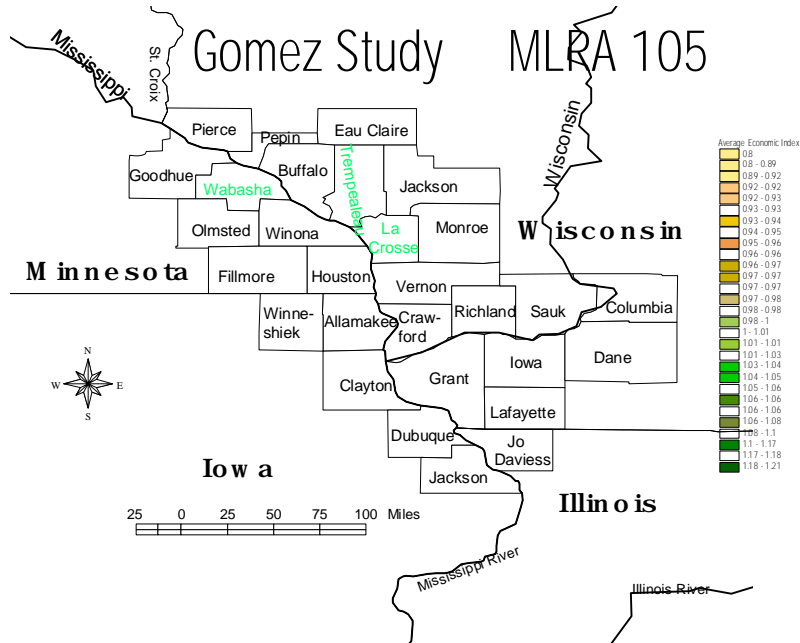 Gomez Study MLRA 105
Mississippi
St. Croix
Wisconsin
Pierce
Pepin
Eau Claire
Goodhue
Wabasha
Buffalo
Trempealeau
Jackson
Olmsted
Winona
La
Crosse
Monroe
Wisconsin
Minnesota
Fillmore
Houston
Vernon
Winne-
shiek
Allamakee
Craw-
ford
Richland
Sauk
Columbia
Iowa
Dane
Grant
Clayton
Lafayette
Dubuque
Jo
Daviess
Jackson
N
W E
S
Iowa
Illinois
25 0 25 50 75 100 Miles
Mississippi River
Illinois River
Average Economic Index
0.8
0.8 - 0.89
0.89 - 0.92
0.92 - 0.92
0.92 - 0.93
0.93 - 0.93
0.93 - 0.94
0.94 - 0.95
0.95 - 0.96
0.96 - 0.96
0.96 - 0.97
0.97 - 0.97
0.97 - 0.97
0.97 - 0.98
0.98 - 0.98
0.98 - 1
1 - 1.01
1.01 - 1.01
1.01 - 1.03
1.03 - 1.04
1.04 - 1.05
1.05 - 1.06
1.06 - 1.06
1.06 - 1.06
1.06 - 1.08
1.08 - 1.1
1.1 - 1.17
1.17 - 1.18
1.18 - 1.21